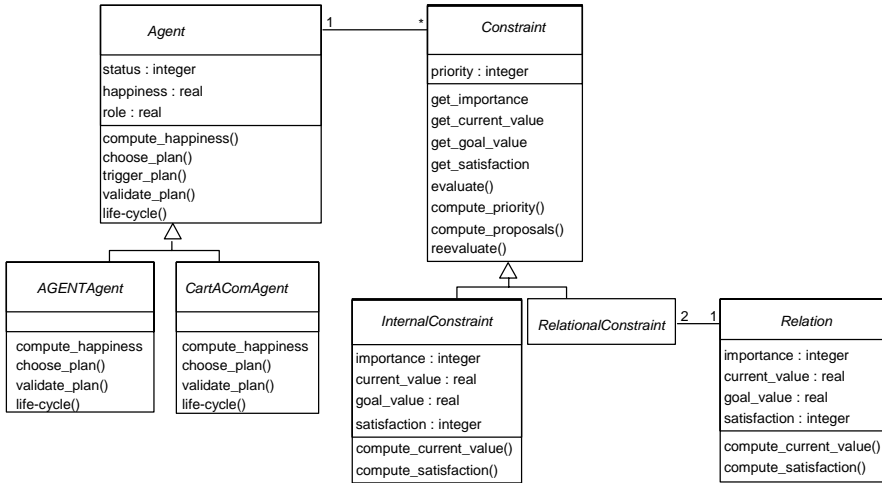 Agent
status : integer
happiness : real
role : real
compute_happiness()
choose_plan()
trigger_plan()
validate_plan()
life-cycle()
1
*
Constraint
priority : integer
get_importance
get_current_value
get_goal_value
get_satisfaction
evaluate()
compute_priority()
compute_proposals()
reevaluate()
AGENTAgent
compute_happiness
choose_plan()
validate_plan()
life-cycle()
CartAComAgent
compute_happiness
choose_plan()
validate_plan()
life-cycle()
InternalConstraint
importance : integer
current_value : real
goal_value : real
satisfaction : integer
compute_current_value()
compute_satisfaction()
RelationalConstraint
2
1
Relation
importance : integer
current_value : real
goal_value : real
satisfaction : integer
compute_current_value()
compute_satisfaction()